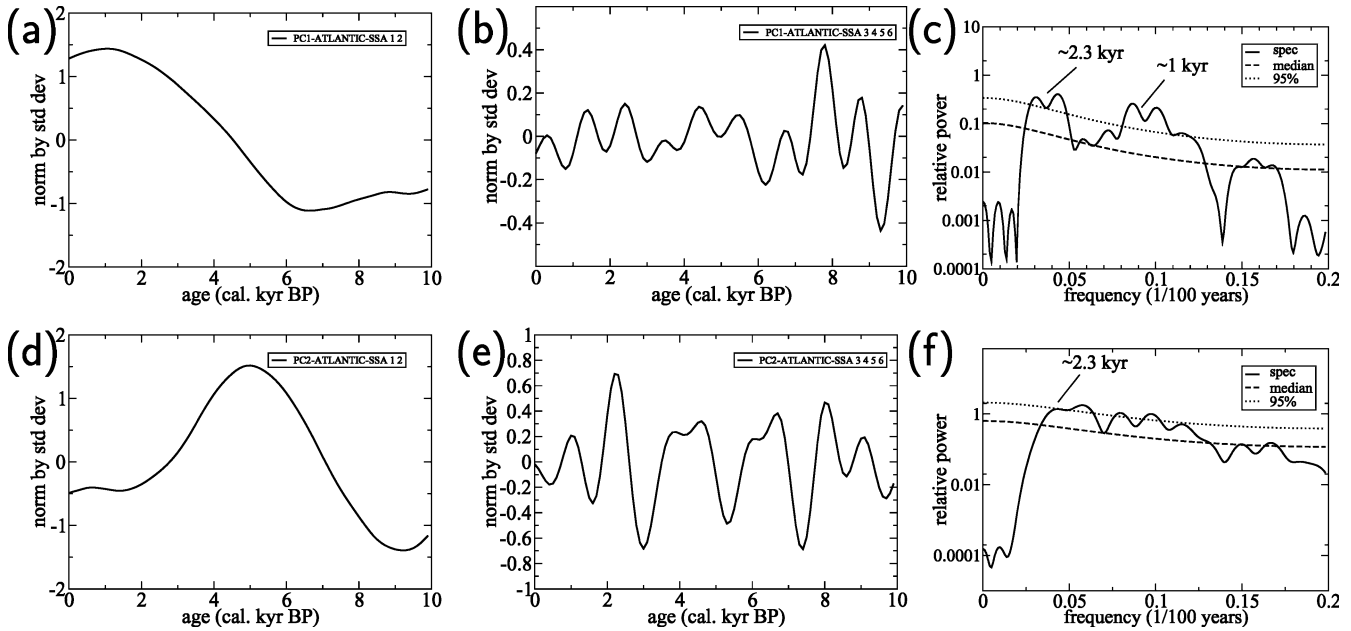 (a)
2
1
0
-1
-2
norm by std dev
PC1-ATLANTIC-SSA 1 2
0 2 4 6 8 10
age (cal. kyr BP)
(b)
0.4
0.2
0
-0.2
-0.4
norm by std dev
PC1-ATLANTIC-SSA 3 4 5 6
0 2 4 6 8 10
age (cal. kyr BP)
(c)
10
1
0.1
0.01
0.001
0.0001
relative power
~2.3 kyr
~1 kyr
spec
median
95%
0 0.05 0.1 0.15 0.2
frequency (1/100 years)
(d)
2
1
0
-1
-2
norm by std dev
PC2-ATLANTIC-SSA 1 2
0 2 4 6 8 10
age (cal. kyr BP)
(e)
1
0.8
0.6
0.4
0.2
0
-0.2
-0.4
-0.6
-0.8
-1
norm by std dev
PC2-ATLANTIC-SSA 3 4 5 6
0 2 4 6 8 10
age (cal. kyr BP)
(f)
1
0.01
0.0001
relative power
~2.3 kyr
spec
median
95%
0 0.05 0.1 0.15 0.2
frequency (1/100 years)